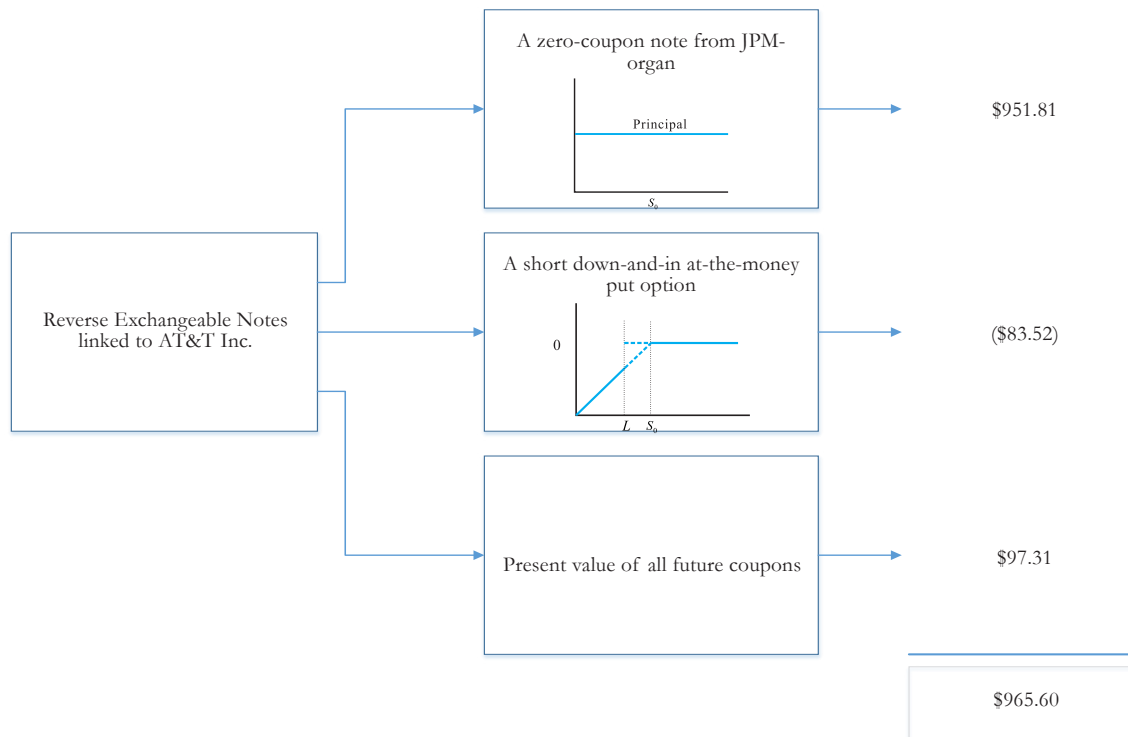 A zero-coupon note from JPM-
organ
Principal
S₀
$951.81
Reverse Exchangeable Notes
linked to AT&T Inc.
A short down-and-in at-the-money
put option
0
L S₀
($83.52)
Present value of all future coupons
$97.31
$965.60